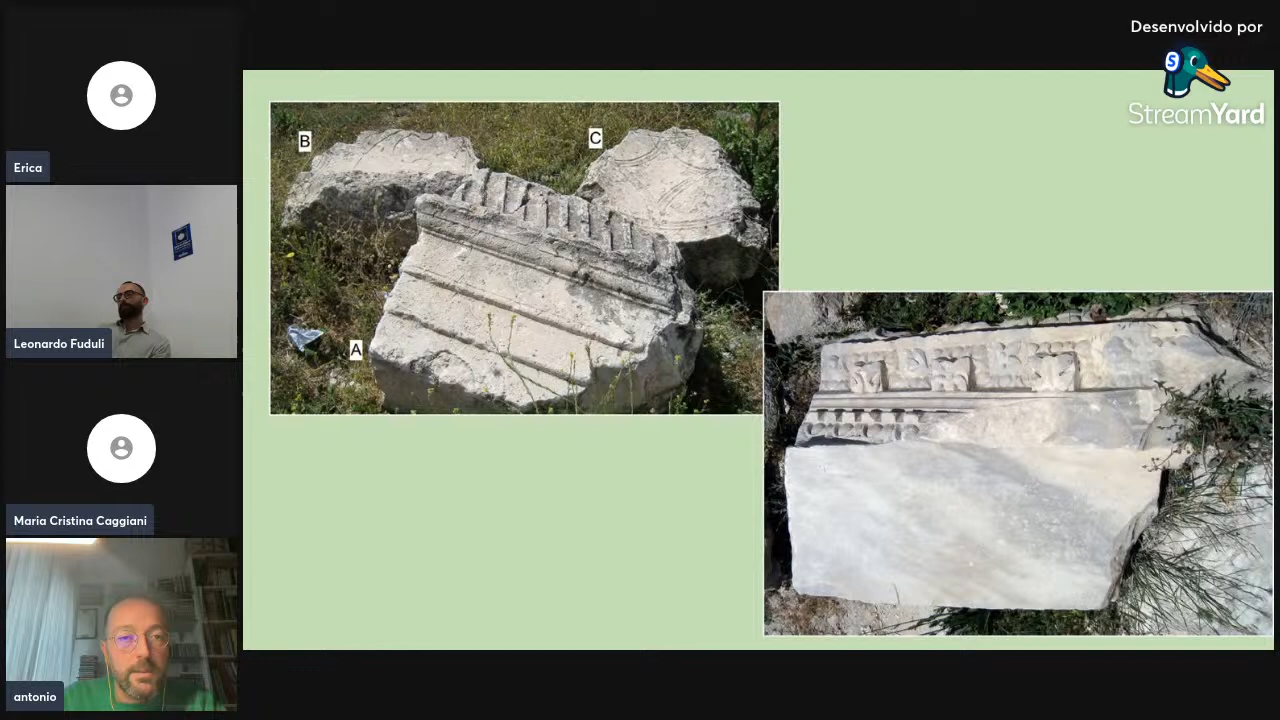 Desenvolvido por
StreamYard
Erica
Leonardo Fuduli
Maria Cristina Caggiani
antonio
B
C
A